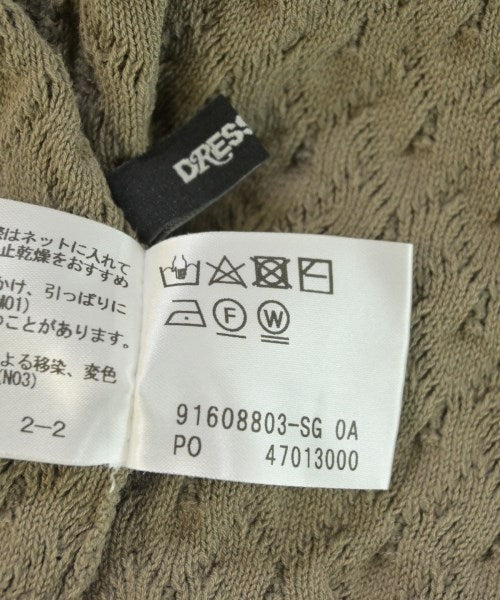 DRESS
はネットに入れて
止乾燥をおすすめ
かけ、引っぱりに
M01)
のことがあります。
よる移染、変色
(N03)
2-2
F W
91608803-SG 0A
PO 47013000